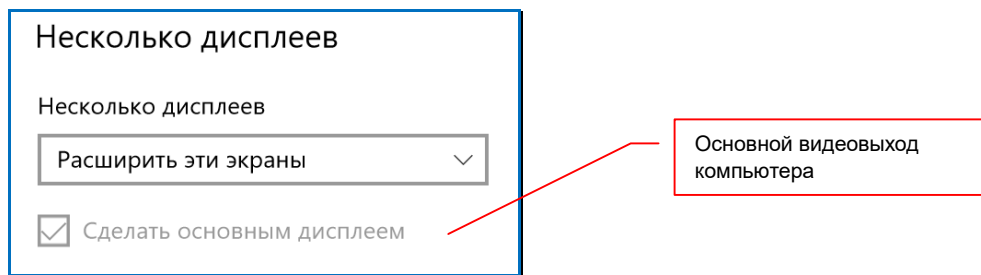 Несколько дисплеев
Несколько дисплеев
Расширить эти экраны
Сделать основным дисплеем
Основной видеовыход
компьютера